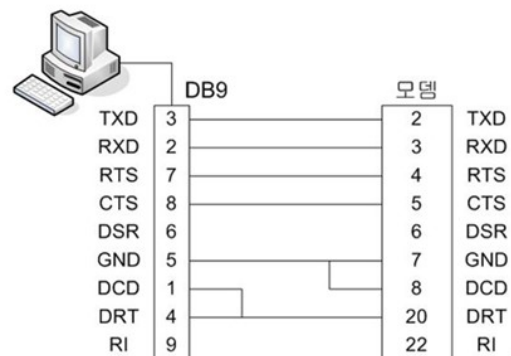 DB9 모뎀
TXD 3 2 TXD
RXD 2 3 RXD
RTS 7 4 RTS
CTS 8 5 CTS
DSR 6 6 DSR
GND 5 7 GND
DCD 1 8 DCD
DRT 4 20 DRT
RI 9 22 RI